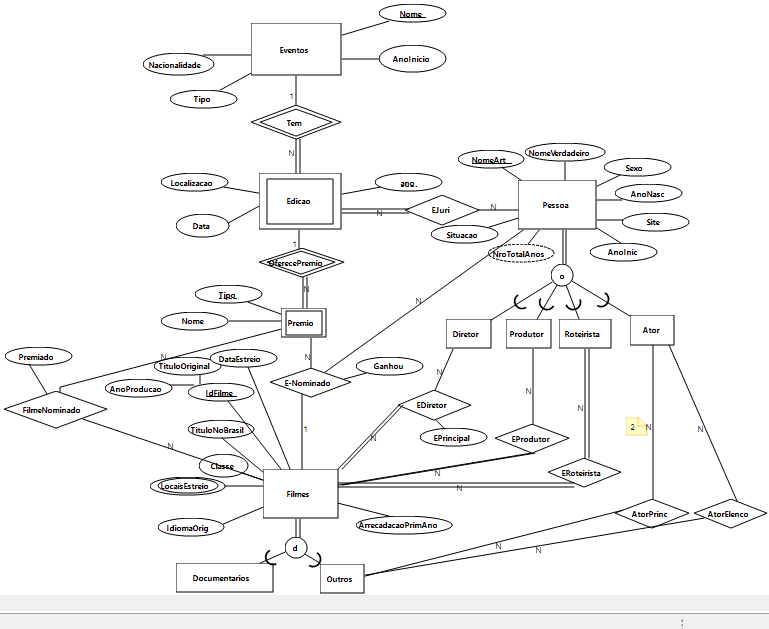 Nome
Eventos
AnoInicio
Nacionalidade
Tipo
1
Tem
N
NomeVerdadeiro
NomeArt
Sexo
Localizacao
ano
AnoNasc
Edicao
N
EJuri
N
Pessoa
Data
Site
Situacao
1
NroTotalAnos
AnoInic
OferecePremio
o
N
Tipo
N
Nome
Premio
Diretor
Produtor
Roteirista
Ator
Premiado
N
N
TituloOriginal
DataEstreio
Ganhou
N
AnoProducao
E-Nominado
IdFilme
N
FilmeNominado
EDiretor
N
TituloNoBrasil
1
2
N
N
N
EPrincipal
EProdutor
N
Classe
N
ERoteirista
LocaisEstreio
Filmes
N
AtorPrinc
AtorElenco
IdiomaOrig
ArrecadacaoPrimAno
d
N
N
Documentarios
Outros